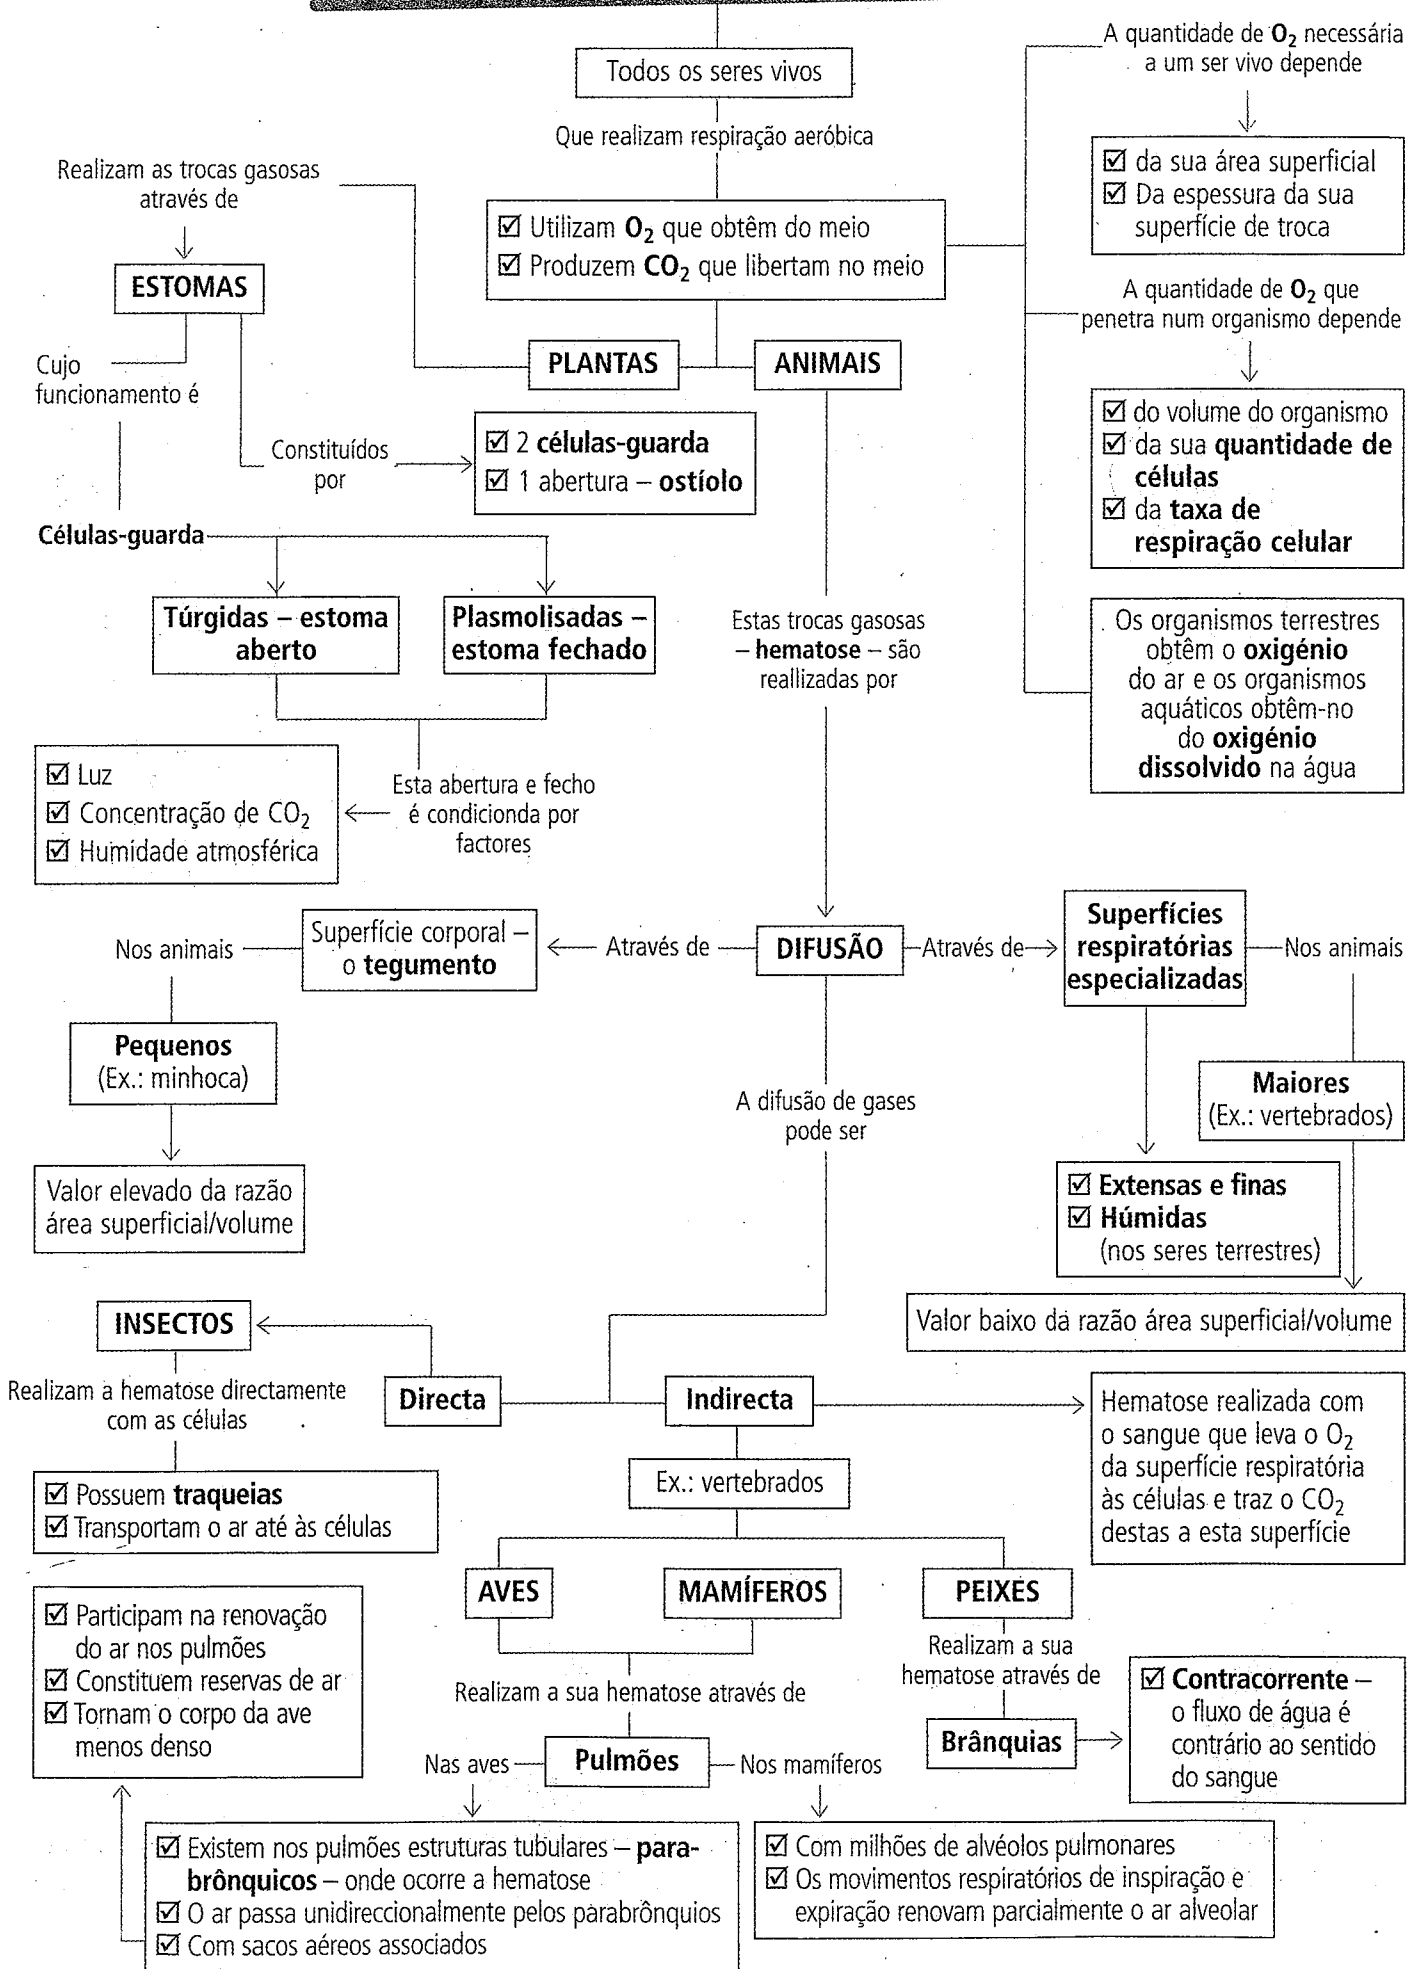 Todos os seres vivos
Que realizam respiração aeróbica
☑ Utilizam O₂ que obtêm do meio
☑ Produzem CO₂ que libertam no meio
A quantidade de O₂ necessária
a um ser vivo depende
☑ da sua área superficial
☑ Da espessura da sua
superfície de troca
A quantidade de O₂ que
penetra num organismo depende
☑ do volume do organismo
☑ da sua quantidade de
células
☑ da taxa de
respiração celular
Os organismos terrestres
obtêm o oxigénio
do ar e os organismos
aquáticos obtêm-no
do oxigénio
dissolvido na água
PLANTAS
ANIMAIS
Realizam as trocas gasosas
através de
ESTOMAS
Cujo
funcionamento é
Constituídos
por
☑ 2 células-guarda
☑ 1 abertura – ostíolo
Células-guarda
Túrgidas – estoma
aberto
Plasmolisadas –
estoma fechado
Esta abertura e fecho
é condicionda por
factores
☑ Luz
☑ Concentração de CO₂
☑ Humidade atmosférica
Estas trocas gasosas
– hematose – são
reallizadas por
DIFUSÃO
Através de
Superfície corporal –
o tegumento
Nos animais
Pequenos
(Ex.: minhoca)
Valor elevado da razão
área superficial/volume
Através de
Superfícies
respiratórias
especializadas
Nos animais
Maiores
(Ex.: vertebrados)
☑ Extensas e finas
☑ Húmidas
(nos seres terrestres)
Valor baixo da razão área superficial/volume
A difusão de gases
pode ser
Directa
INSECTOS
Realizam a hematose directamente
com as células
☑ Possuem traqueias
☑ Transportam o ar até às células
Indirecta
Hematose realizada com
o sangue que leva o O₂
da superfície respiratória
às células e traz o CO₂
destas a esta superfície
Ex.: vertebrados
AVES
MAMÍFEROS
PEIXES
Realizam a sua hematose através de
Pulmões
Nas aves
Nos mamíferos
Realizam a sua
hematose através de
Brânquias
☑ Contracorrente –
o fluxo de água é
contrário ao sentido
do sangue
☑ Participam na renovação
do ar nos pulmões
☑ Constituem reservas de ar
☑ Tornam o corpo da ave
menos denso
☑ Existem nos pulmões estruturas tubulares – para-
brônquicos – onde ocorre a hematose
☑ O ar passa unidireccionalmente pelos parabrônquios
☑ Com sacos aéreos associados
☑ Com milhões de alvéolos pulmonares
☑ Os movimentos respiratórios de inspiração e
expiração renovam parcialmente o ar alveolar